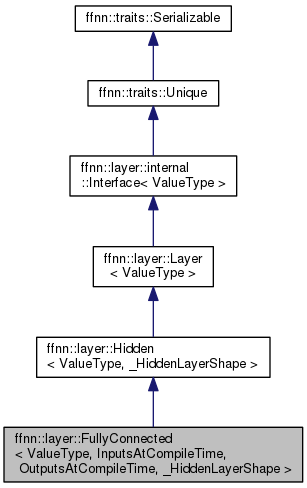 ffnn::traits::Serializable
ffnn::traits::Unique
ffnn::layer::internal
::Interface< ValueType >
ffnn::layer::Layer
< ValueType >
ffnn::layer::Hidden
< ValueType, _HiddenLayerShape >
ffnn::layer::FullyConnected
< ValueType, InputsAtCompileTime,
OutputsAtCompileTime, _HiddenLayerShape >